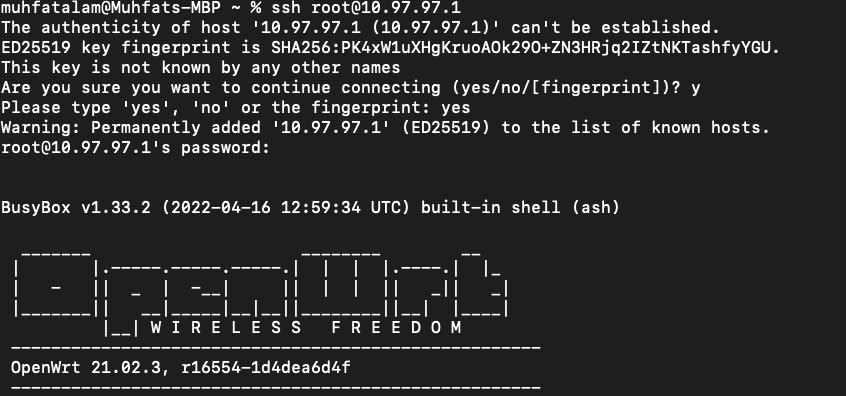 muhfatalam@Muhfats-MBP ~ % ssh root@10.97.97.1
The authenticity of host '10.97.97.1 (10.97.97.1)' can't be established.
ED25519 key fingerprint is SHA256:PK4xW1uXHgKruoAOk29O+ZN3HRjq2IZtNKTashfyYGU.
This key is not known by any other names
Are you sure you want to continue connecting (yes/no/[fingerprint])? y
Please type 'yes', 'no' or the fingerprint: yes
Warning: Permanently added '10.97.97.1' (ED25519) to the list of known hosts.
root@10.97.97.1's password:
BusyBox v1.33.2 (2022-04-16 12:59:34 UTC) built-in shell (ash)
OpenWrt
W I R E L E S S   F R E E D O M
OpenWrt 21.02.3, r16554-1d4dea6d4f